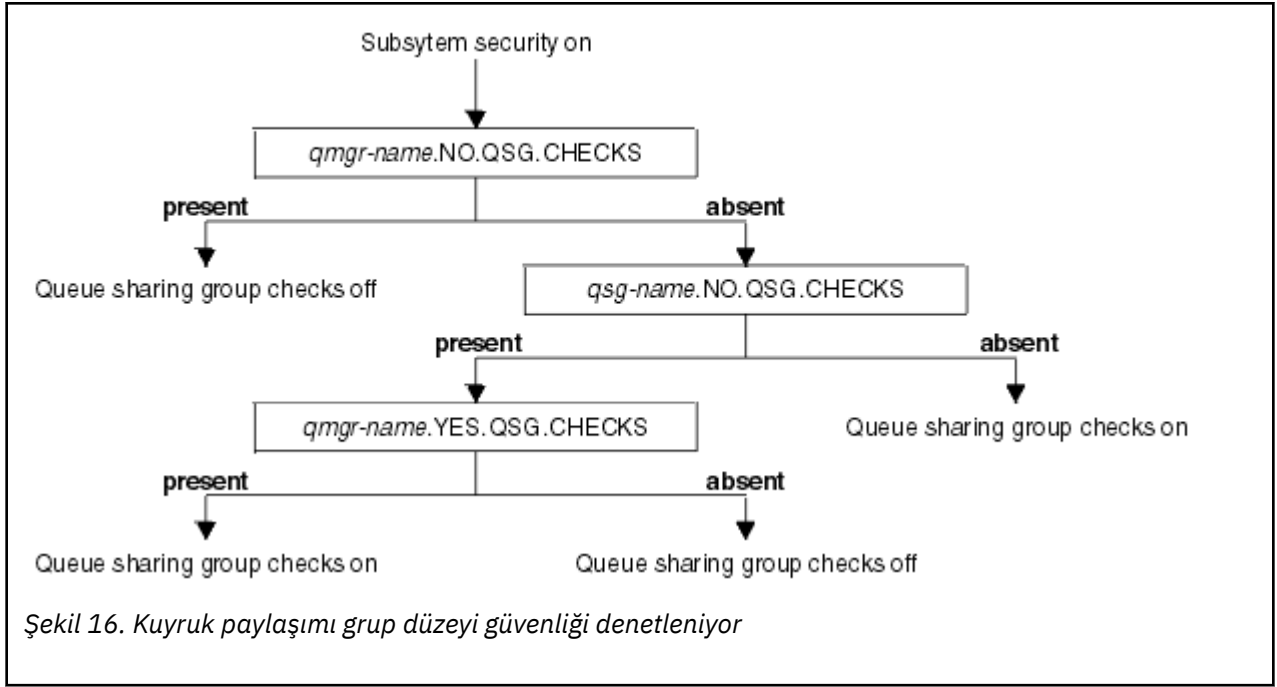 Subsytem security on
qmgr-name.NO.QSG.CHECKS
present
absent
Queue sharing group checks off
qsg-name.NO.QSG.CHECKS
present
absent
qmgr-name.YES.QSG.CHECKS
Queue sharing group checks on
present
absent
Queue sharing group checks on
Queue sharing group checks off
Şekil 16. Kuyruk paylaşımı grup düzeyi güvenliği denetleniyor